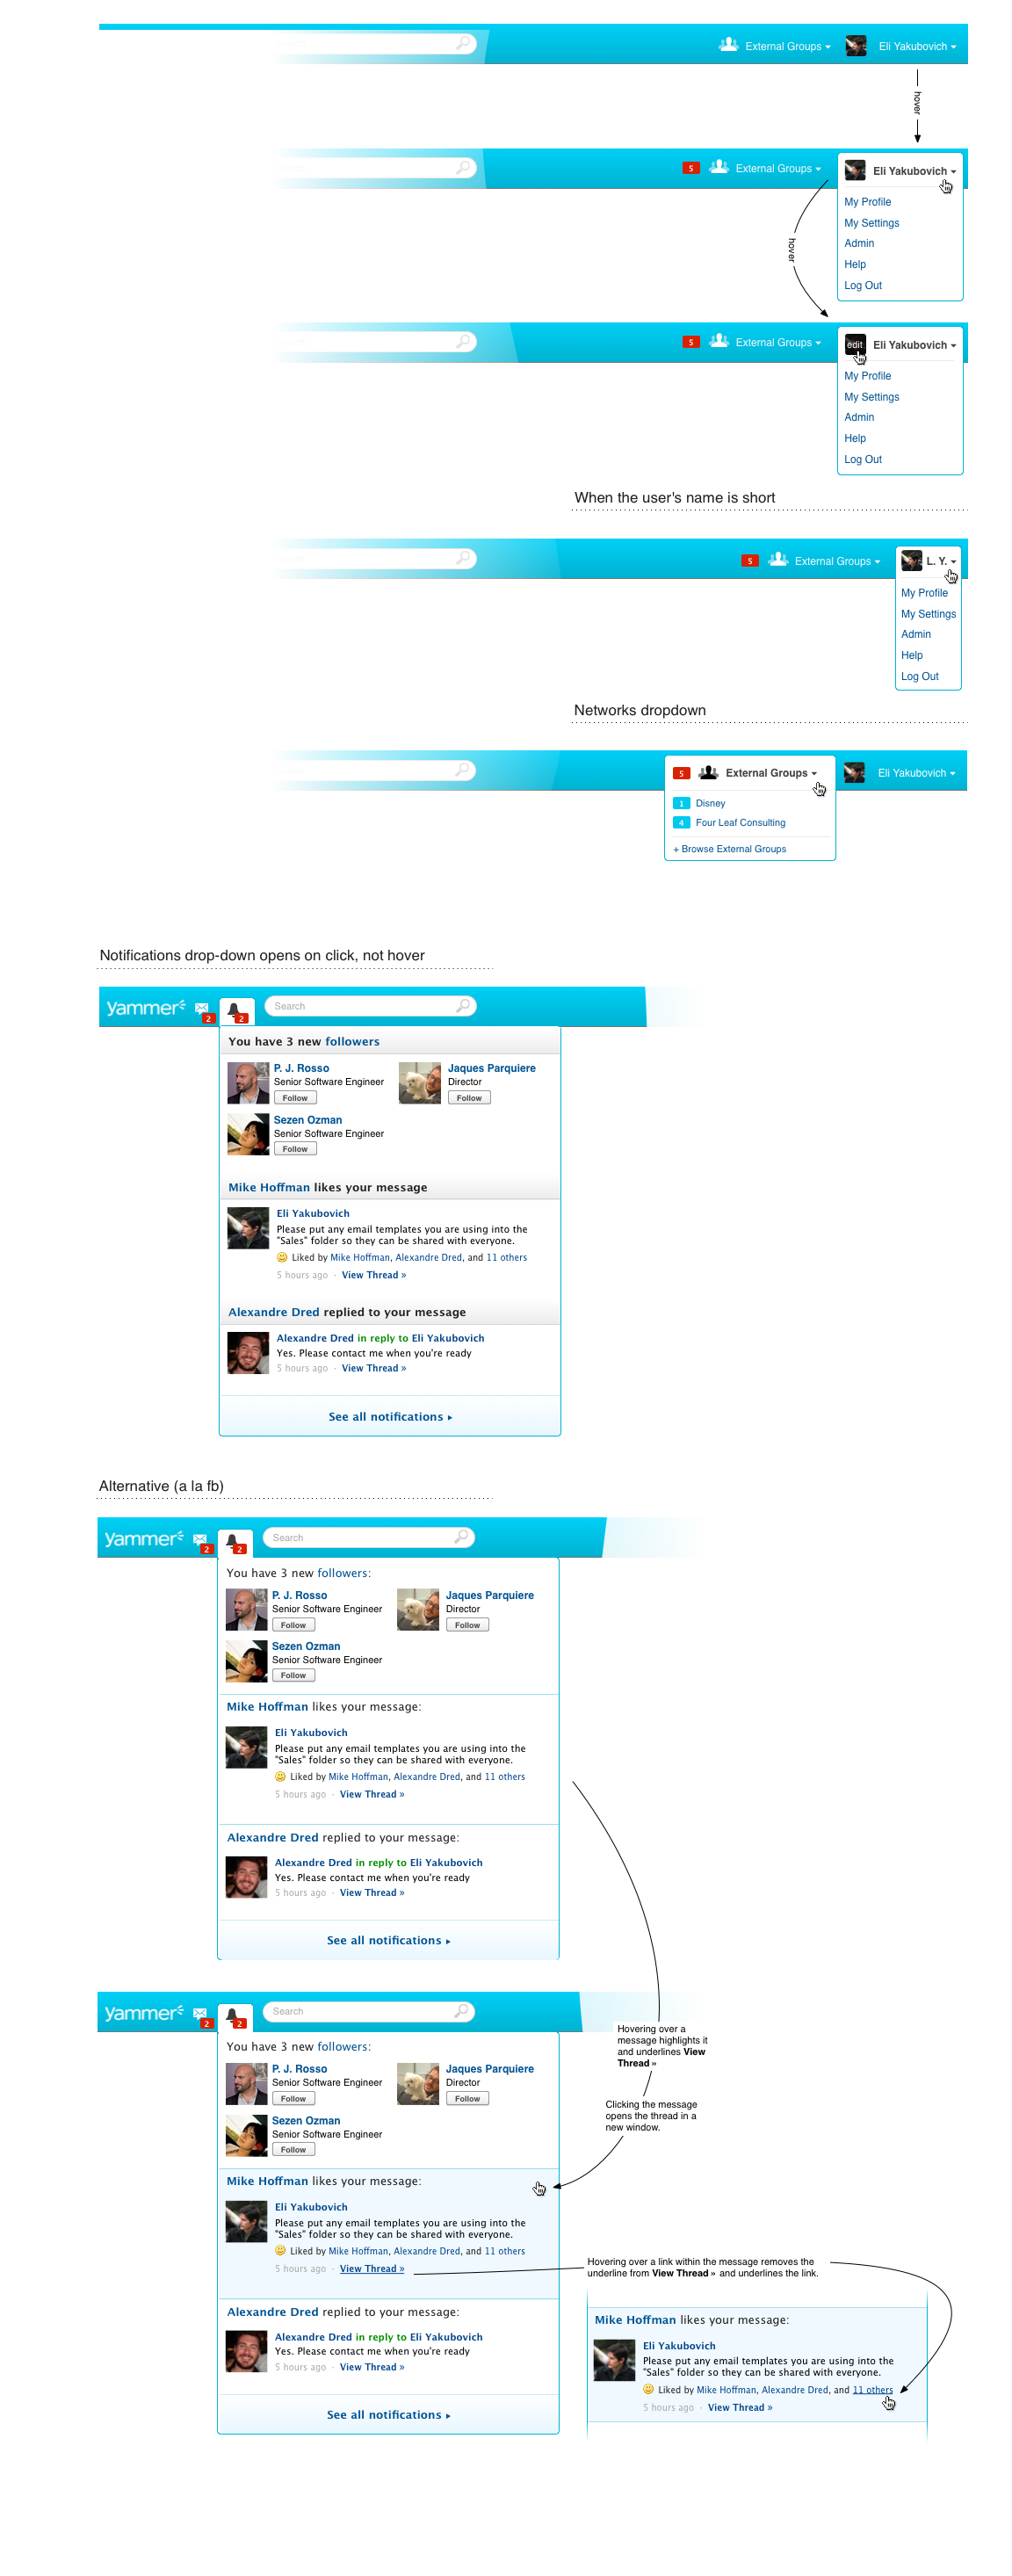 External Groups
Eli Yakubovich
hover
5
External Groups
Eli Yakubovich
My Profile
My Settings
Admin
Help
Log Out
hover
5
External Groups
edit
Eli Yakubovich
My Profile
My Settings
Admin
Help
Log Out
When the user's name is short
5
External Groups
L. Y.
My Profile
My Settings
Admin
Help
Log Out
Networks dropdown
5
External Groups
Eli Yakubovich
1 Disney
4 Four Leaf Consulting
+ Browse External Groups
Notifications drop-down opens on click, not hover
yammer
2
2
Search
You have 3 new followers
P. J. Rosso
Senior Software Engineer
Follow
Jaques Parquiere
Director
Follow
Sezen Ozman
Senior Software Engineer
Follow
Mike Hoffman likes your message
Eli Yakubovich
Please put any email templates you are using into the
"Sales" folder so they can be shared with everyone.
Liked by Mike Hoffman, Alexandre Dred, and 11 others
5 hours ago · View Thread »
Alexandre Dred replied to your message
Alexandre Dred in reply to Eli Yakubovich
Yes. Please contact me when you're ready
5 hours ago · View Thread »
See all notifications ▸
Alternative (a la fb)
yammer
2
2
Search
You have 3 new followers:
P. J. Rosso
Senior Software Engineer
Follow
Jaques Parquiere
Director
Follow
Sezen Ozman
Senior Software Engineer
Follow
Mike Hoffman likes your message:
Eli Yakubovich
Please put any email templates you are using into the
"Sales" folder so they can be shared with everyone.
Liked by Mike Hoffman, Alexandre Dred, and 11 others
5 hours ago · View Thread »
Alexandre Dred replied to your message:
Alexandre Dred in reply to Eli Yakubovich
Yes. Please contact me when you're ready
5 hours ago · View Thread »
See all notifications ▸
yammer
2
2
Search
You have 3 new followers:
P. J. Rosso
Senior Software Engineer
Follow
Jaques Parquiere
Director
Follow
Sezen Ozman
Senior Software Engineer
Follow
Hovering over a
message highlights it
and underlines View
Thread »
Clicking the message
opens the thread in a
new window.
Mike Hoffman likes your message:
Eli Yakubovich
Please put any email templates you are using into the
"Sales" folder so they can be shared with everyone.
Liked by Mike Hoffman, Alexandre Dred, and 11 others
5 hours ago · View Thread »
Hovering over a link within the message removes the
underline from View Thread » and underlines the link.
Alexandre Dred replied to your message:
Alexandre Dred in reply to Eli Yakubovich
Yes. Please contact me when you're ready
5 hours ago · View Thread »
See all notifications ▸
Mike Hoffman likes your message:
Eli Yakubovich
Please put any email templates you are using into the
"Sales" folder so they can be shared with everyone.
Liked by Mike Hoffman, Alexandre Dred, and 11 others
5 hours ago · View Thread »